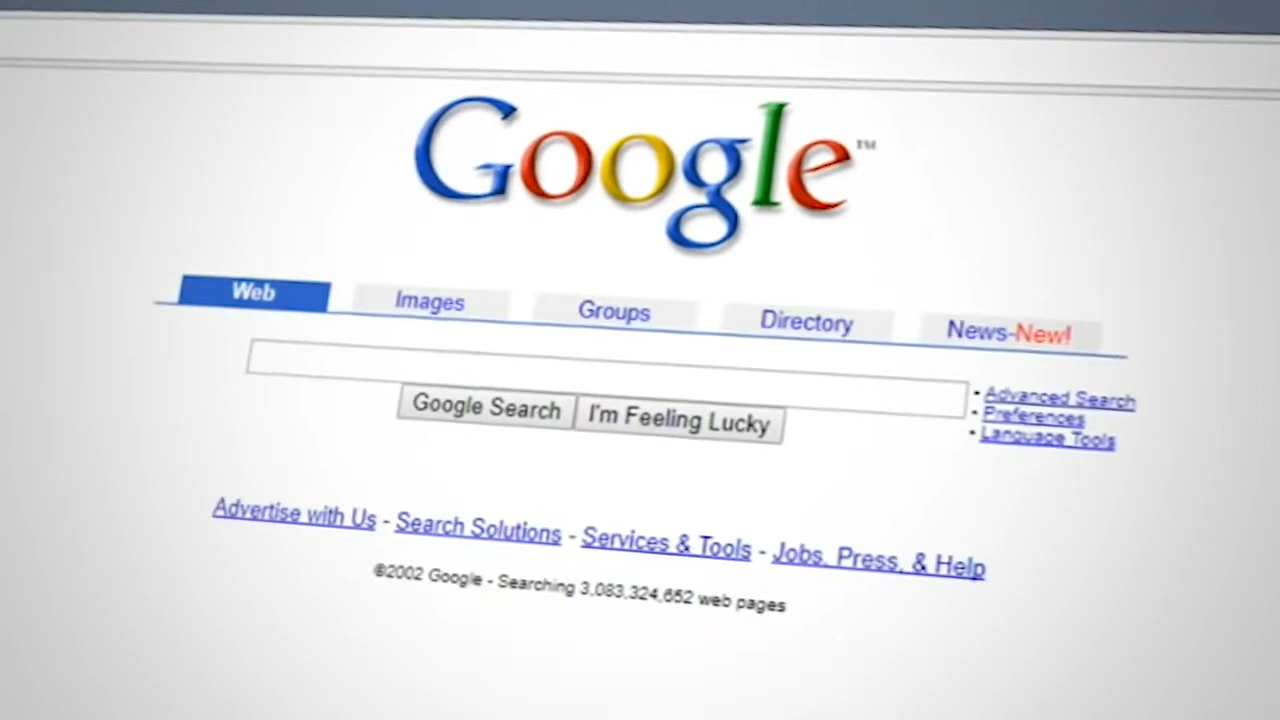 Google™
Web Images Groups Directory News-New!
• Advanced Search
• Preferences
• Language Tools
Google Search I'm Feeling Lucky
Advertise with Us - Search Solutions - Services & Tools - Jobs, Press, & Help
©2002 Google - Searching 3,083,324,652 web pages